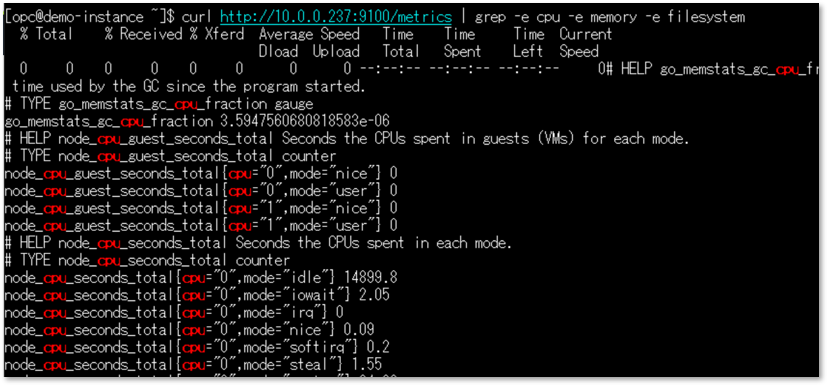 [opc@demo-instance ~]$ curl http://10.0.0.237:9100/metrics | grep -e cpu -e memory -e filesystem
% Total % Received % Xferd Average Speed Time Time Time Current
Dload Upload Total Spent Left Speed
0 0 0 0 0 0 0 0 --:--:-- --:--:-- --:--:-- 0# HELP go_memstats_gc_cpu_fr
time used by the GC since the program started.
# TYPE go_memstats_gc_cpu_fraction gauge
go_memstats_gc_cpu_fraction 3.5947560680818583e-06
# HELP node_cpu_guest_seconds_total Seconds the CPUs spent in guests (VMs) for each mode.
# TYPE node_cpu_guest_seconds_total counter
node_cpu_guest_seconds_total{cpu="0",mode="nice"} 0
node_cpu_guest_seconds_total{cpu="0",mode="user"} 0
node_cpu_guest_seconds_total{cpu="1",mode="nice"} 0
node_cpu_guest_seconds_total{cpu="1",mode="user"} 0
# HELP node_cpu_seconds_total Seconds the CPUs spent in each mode.
# TYPE node_cpu_seconds_total counter
node_cpu_seconds_total{cpu="0",mode="idle"} 14899.8
node_cpu_seconds_total{cpu="0",mode="iowait"} 2.05
node_cpu_seconds_total{cpu="0",mode="irq"} 0
node_cpu_seconds_total{cpu="0",mode="nice"} 0.09
node_cpu_seconds_total{cpu="0",mode="softirq"} 0.2
node_cpu_seconds_total{cpu="0",mode="steal"} 1.55